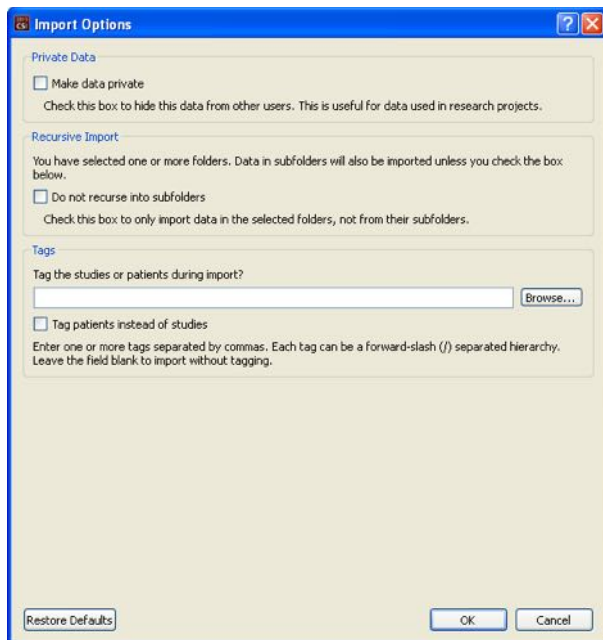 Import Options
Private Data
Make data private
Check this box to hide this data from other users. This is useful for data used in research projects.
Recursive Import
You have selected one or more folders. Data in subfolders will also be imported unless you check the box
below.
Do not recurse into subfolders
Check this box to only import data in the selected folders, not from their subfolders.
Tags
Tag the studies or patients during import?
Browse...
Tag patients instead of studies
Enter one or more tags separated by commas. Each tag can be a forward-slash (/) separated hierarchy.
Leave the field blank to import without tagging.
Restore Defaults
OK
Cancel